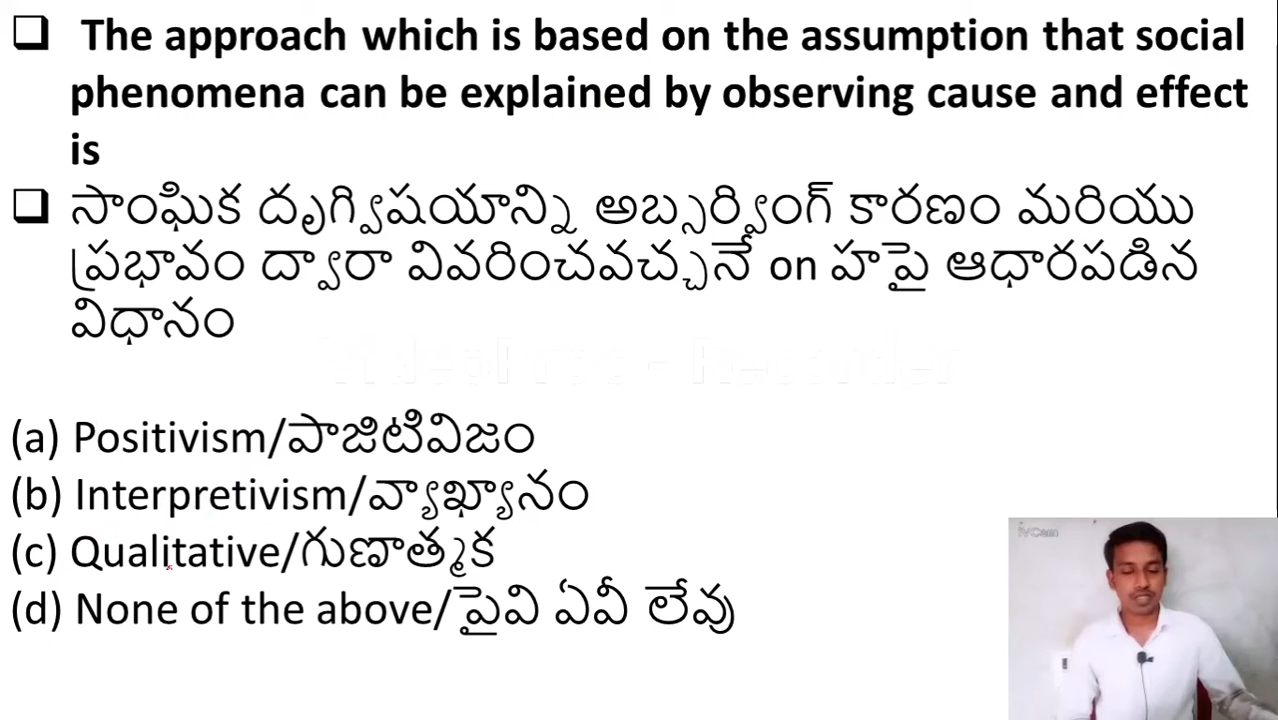 The approach which is based on the assumption that social
phenomena can be explained by observing cause and effect
is
సాంఘిక దృగ్విషయాన్ని అబ్సర్వింగ్ కారణం మరియు
ప్రభావం ద్వారా వివరించవచ్చనే on హపై ఆధారపడిన
విధానం
(a) Positivism/పాజిటివిజం
(b) Interpretivism/వ్యాఖ్యానం
(c) Qualitative/గుణాత్మక
(d) None of the above/పైవి ఏవీ లేవు
iVCam